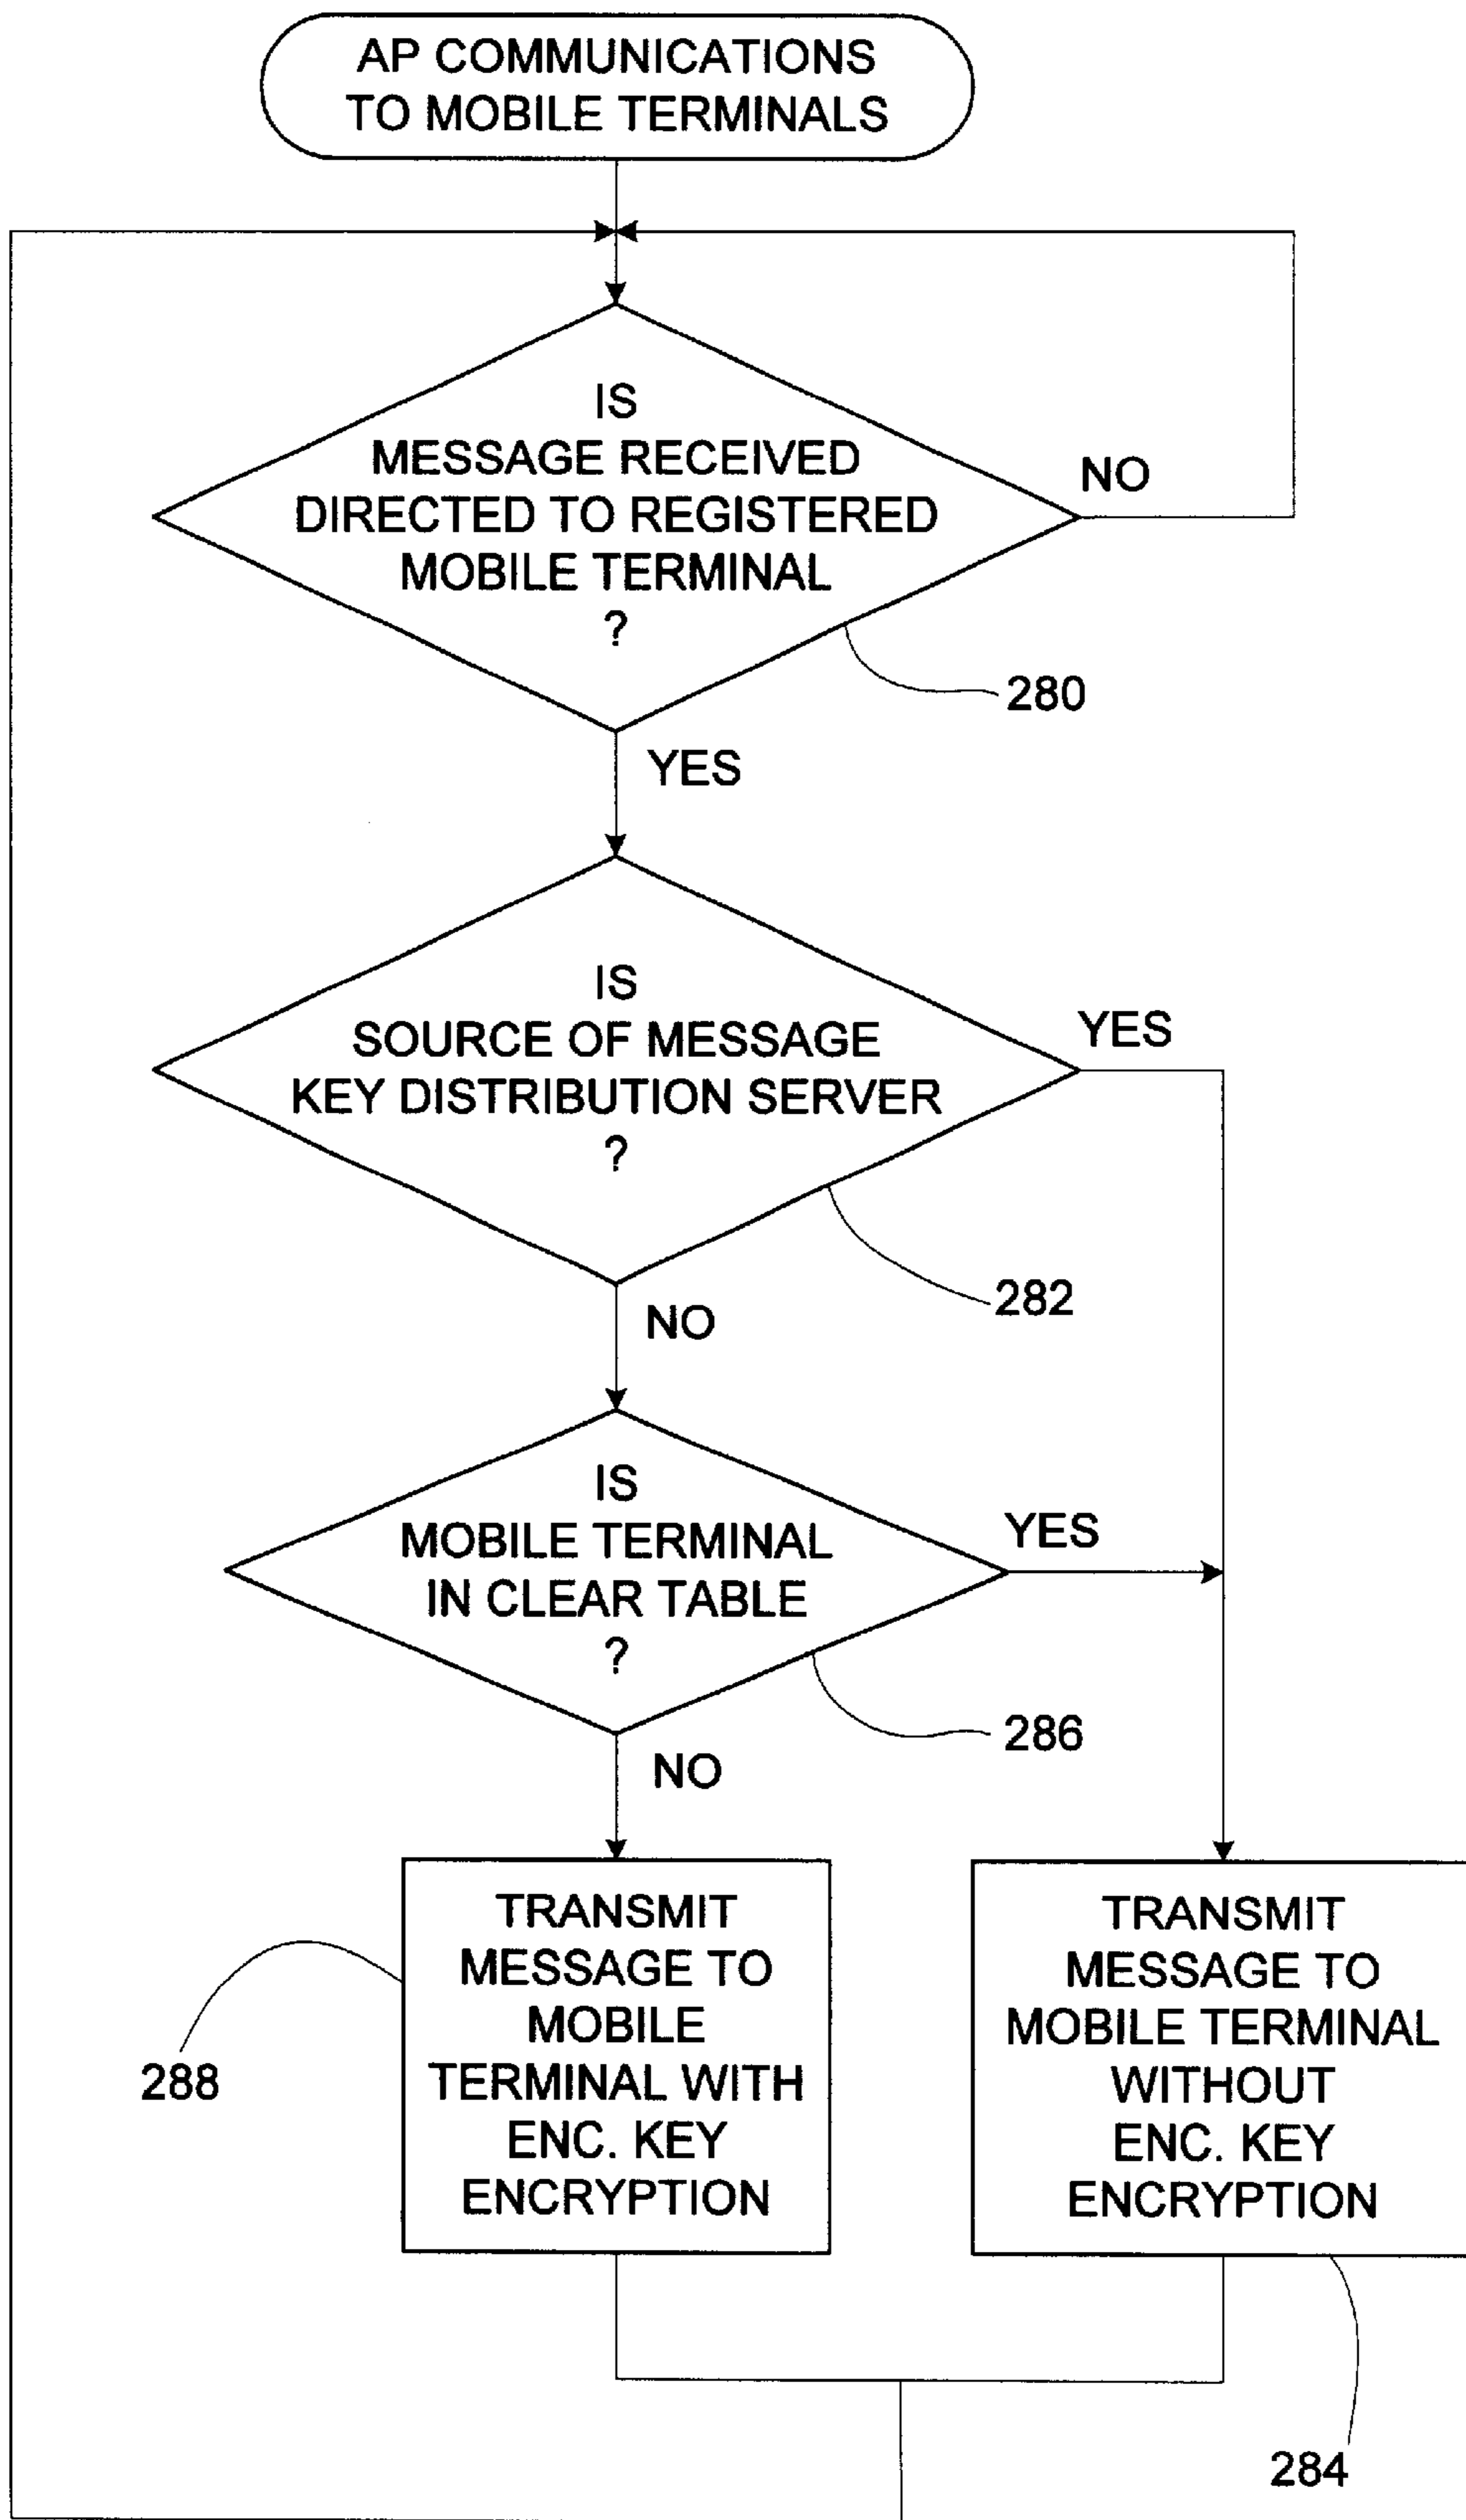 AP COMMUNICATIONS
TO MOBILE TERMINALS
IS
MESSAGE RECEIVED
DIRECTED TO REGISTERED
MOBILE TERMINAL
?
NO
280
YES
IS
SOURCE OF MESSAGE
KEY DISTRIBUTION SERVER
?
YES
282
NO
IS
MOBILE TERMINAL
IN CLEAR TABLE
?
YES
286
NO
TRANSMIT
MESSAGE TO
MOBILE
TERMINAL WITH
ENC. KEY
ENCRYPTION
288
TRANSMIT
MESSAGE TO
MOBILE TERMINAL
WITHOUT
ENC. KEY
ENCRYPTION
284